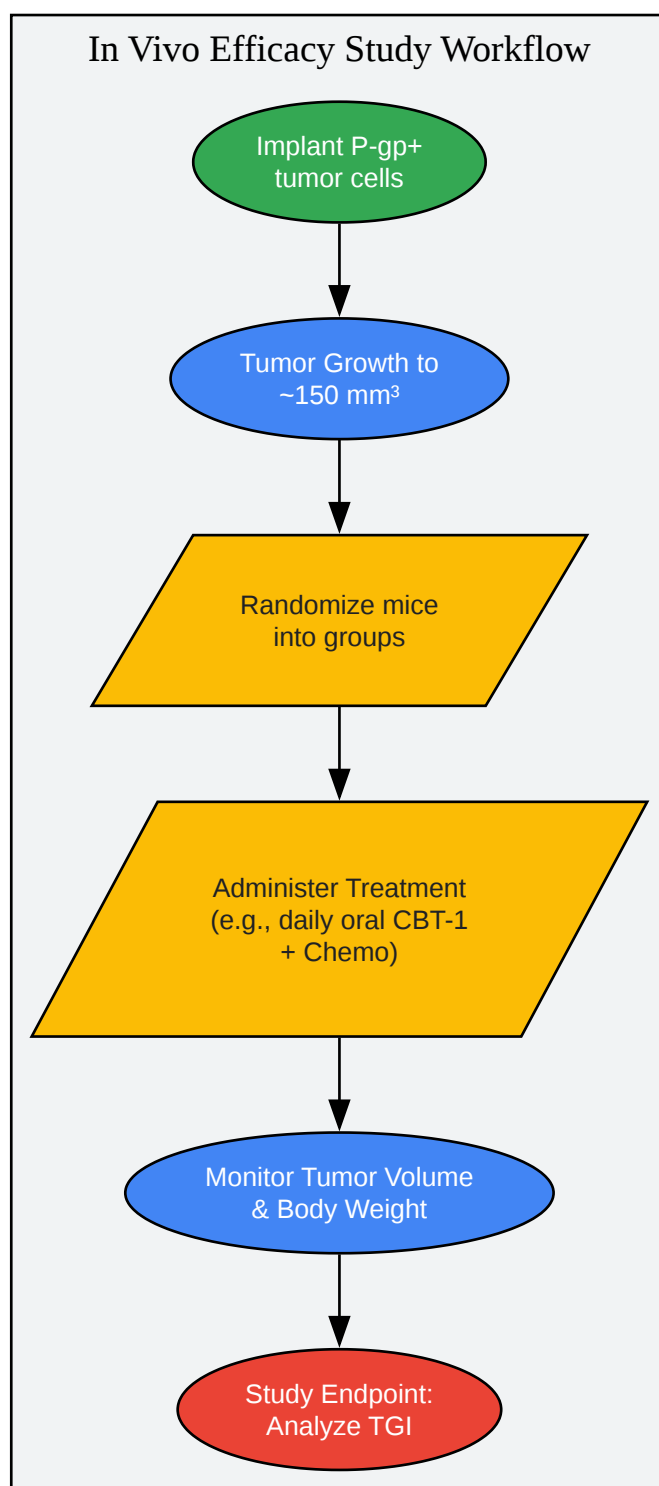 In Vivo Efficacy Study Workflow
Implant P-gp+
tumor cells
Tumor Growth to
~150 mm³
Randomize mice
into groups
Administer Treatment
(e.g., daily oral CBT-1
+ Chemo)
Monitor Tumor Volume
& Body Weight
Study Endpoint:
Analyze TGI